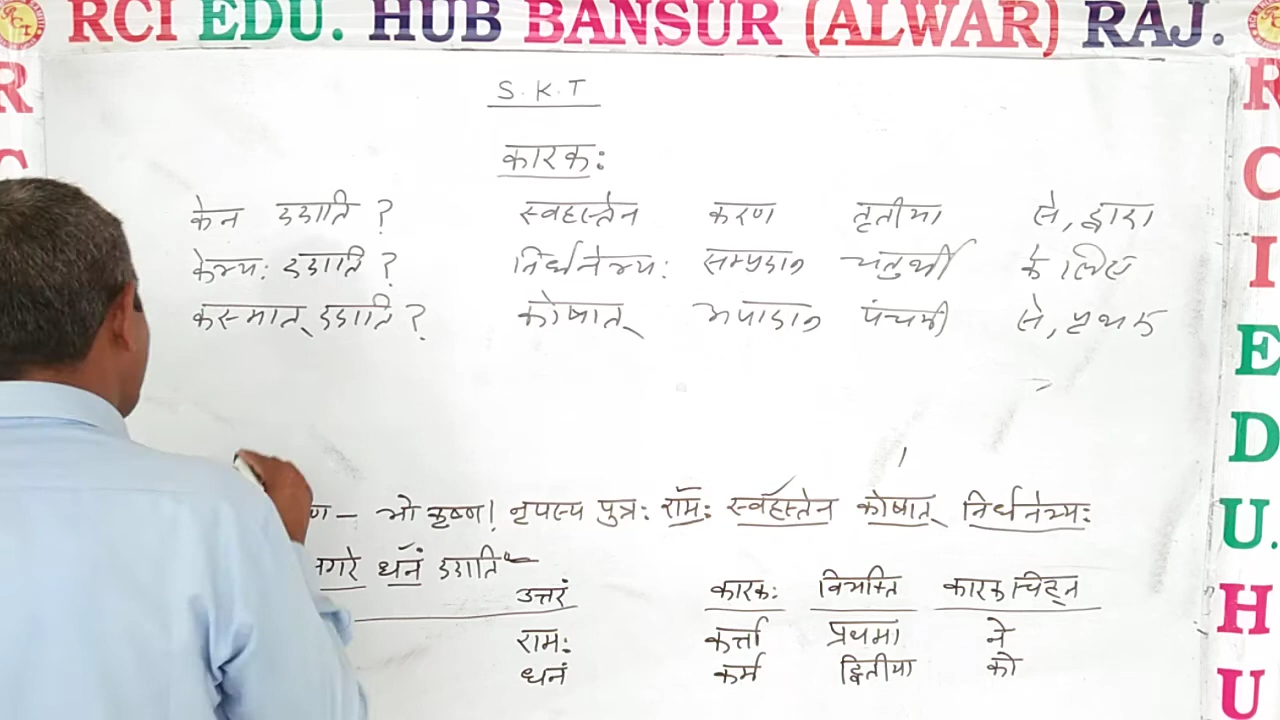 RCI EDU. HUB BANSUR (ALWAR) RAJ.
S.K.T
कारकः
केन ददाति ? स्वहस्तेन करण तृतीया से, द्वारा
केभ्यः ददाति ? निर्धनेभ्यः सम्प्रदान चतुर्थी के लिए
कस्मात् ददाति ? कोषात् अपादान पंचमी से, पृथक
ण – भो कृष्ण! नृपस्य पुत्रः रामः स्वहस्तेन कोषात् निर्धनेभ्यः
नगरे धनं ददाति
उत्तरं कारकः विभक्ति कारक चिह्न
रामः कर्त्ता प्रथमा ने
धनं कर्म द्वितीया को
R
C
R
C
I
E
D
U.
H
U